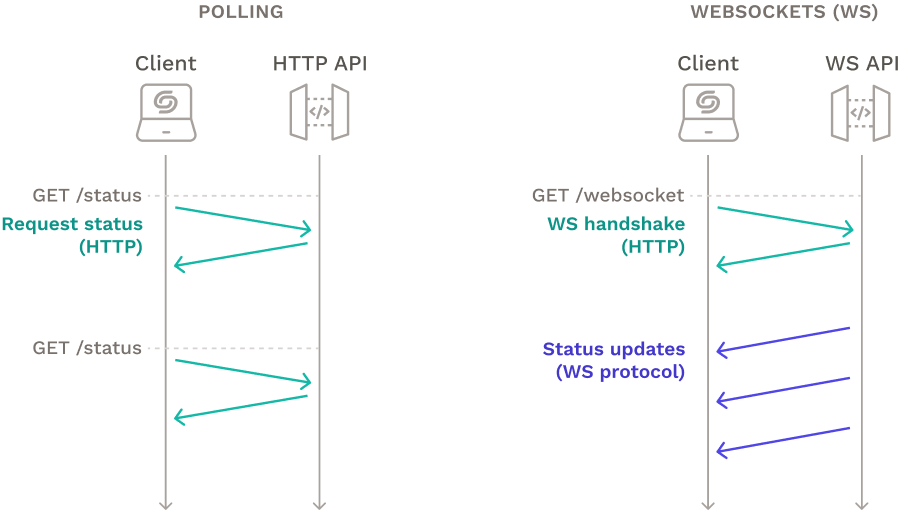 POLLING
Client
HTTP API
</>
GET /status
Request status
(HTTP)
GET /status
WEBSOCKETS (WS)
Client
WS API
</>
GET /websocket
WS handshake
(HTTP)
Status updates
(WS protocol)